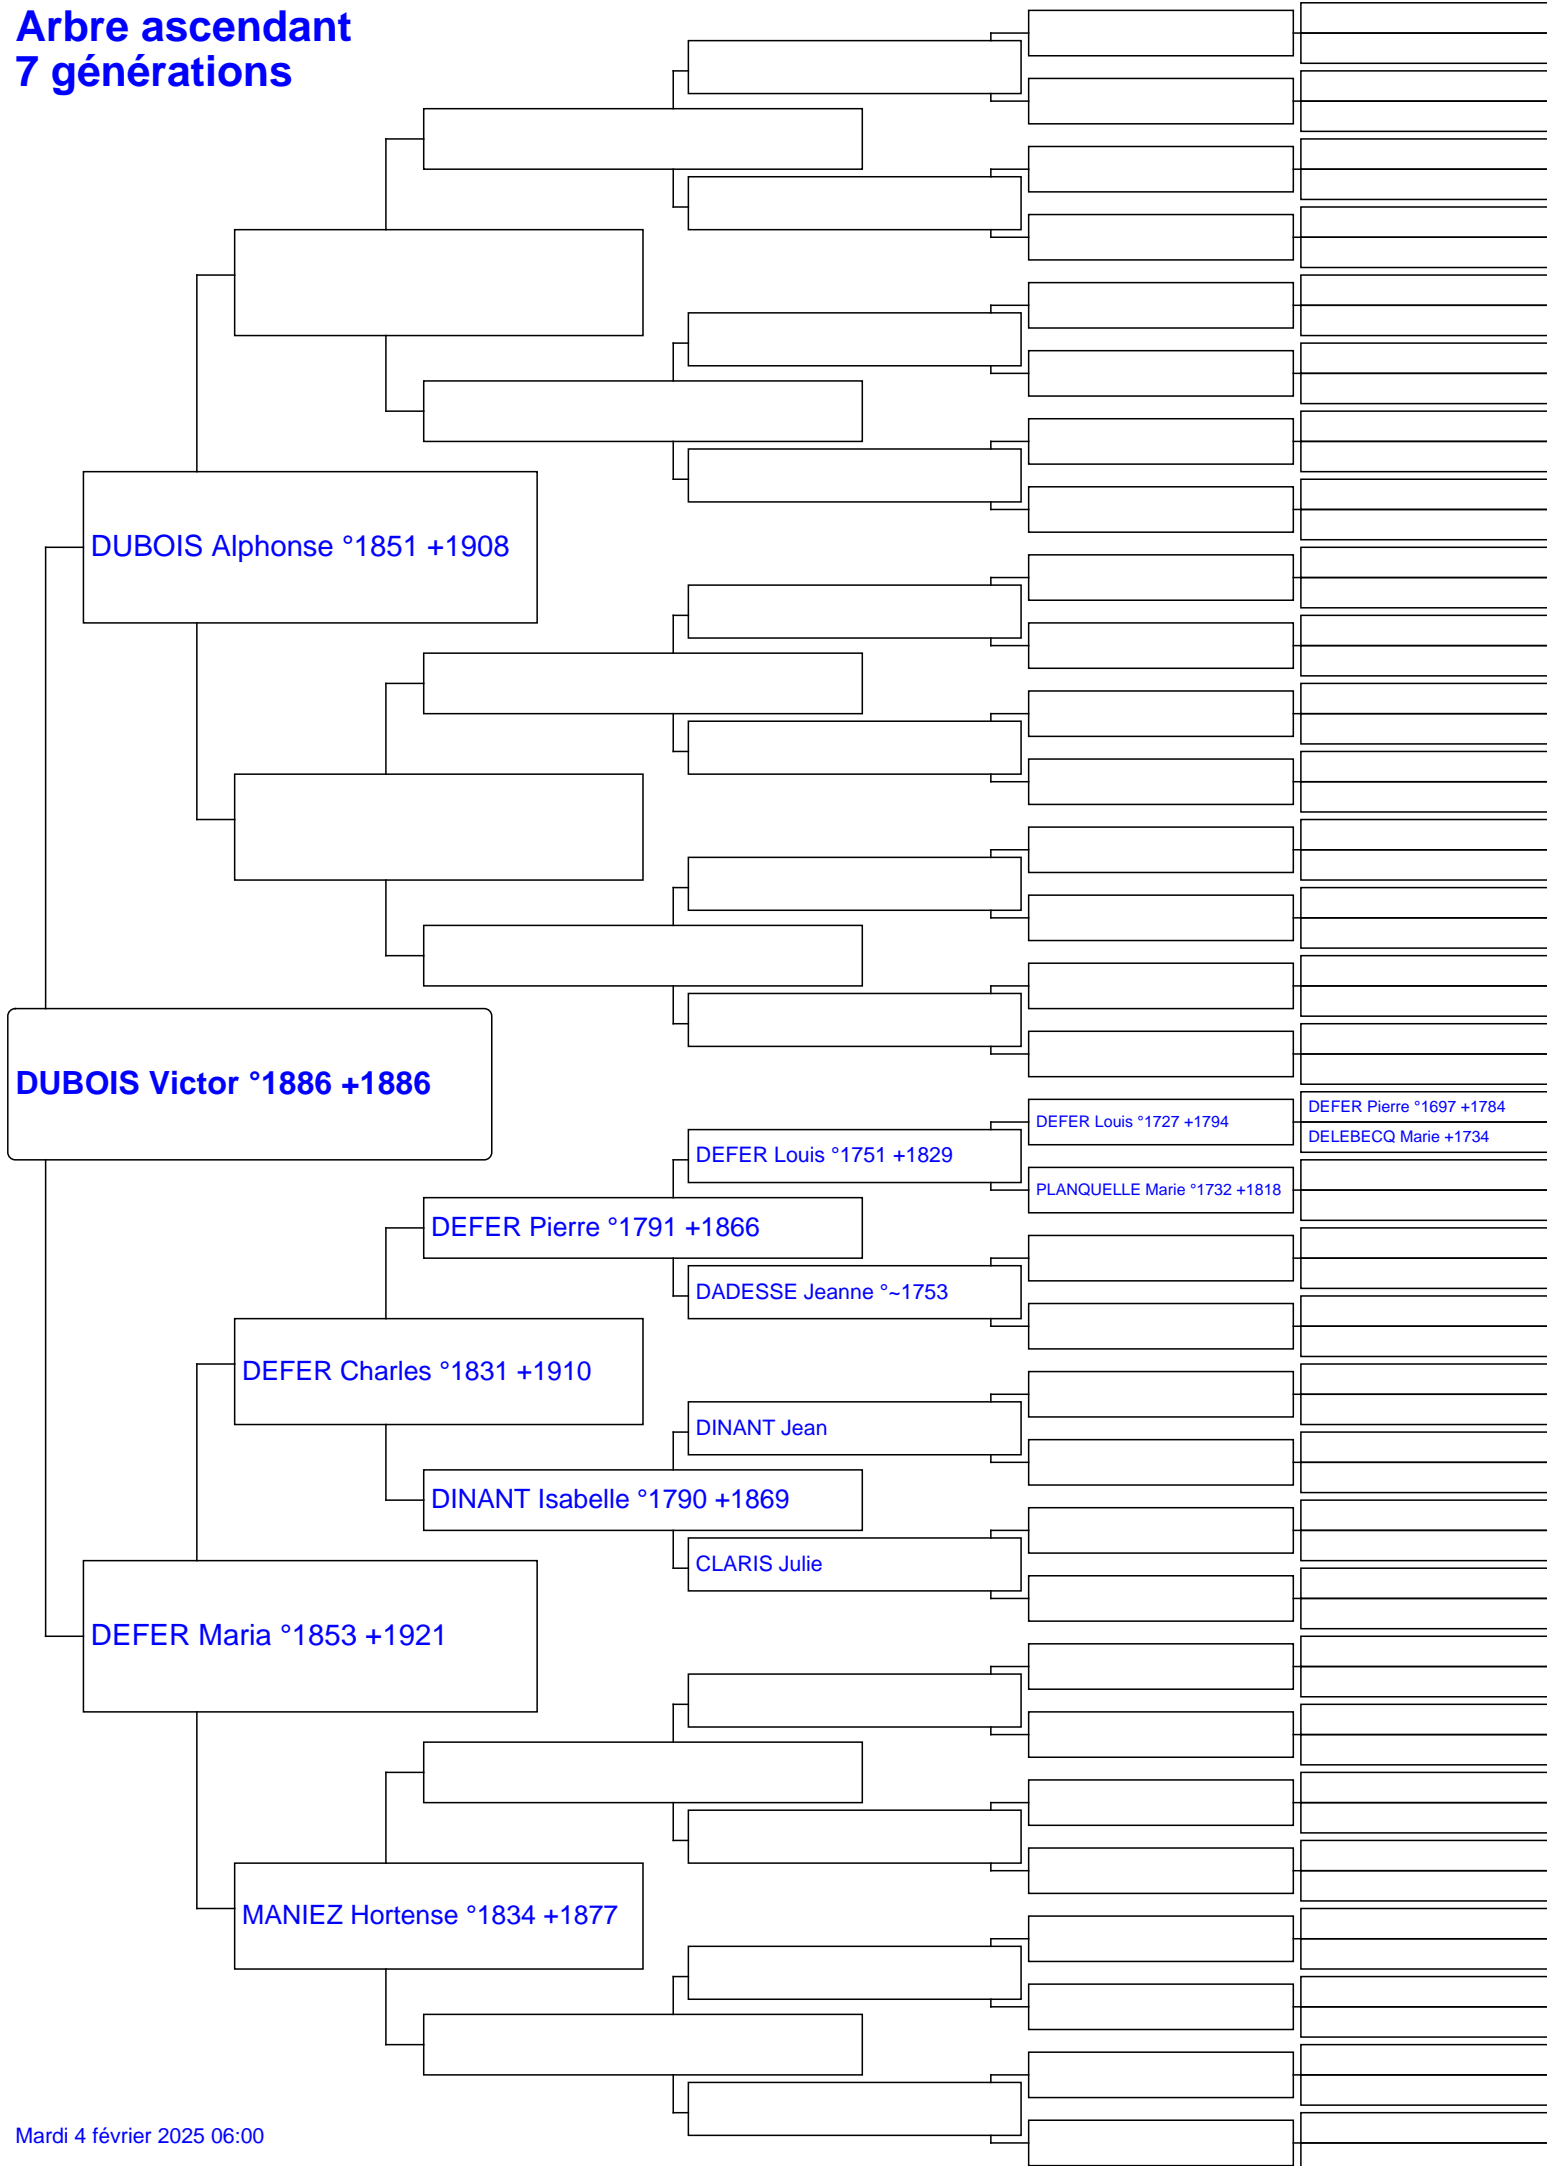 Arbre ascendant
7 générations
DUBOIS Alphonse °1851 +1908
DUBOIS Victor °1886 +1886
DEFER Pierre °1697 +1784
DEFER Louis °1727 +1794
DELEBECQ Marie +1734
DEFER Louis °1751 +1829
PLANQUELLE Marie °1732 +1818
DEFER Pierre °1791 +1866
DADESSE Jeanne °~1753
DEFER Charles °1831 +1910
DINANT Jean
DINANT Isabelle °1790 +1869
CLARIS Julie
DEFER Maria °1853 +1921
MANIEZ Hortense °1834 +1877
Mardi 4 février 2025 06:00